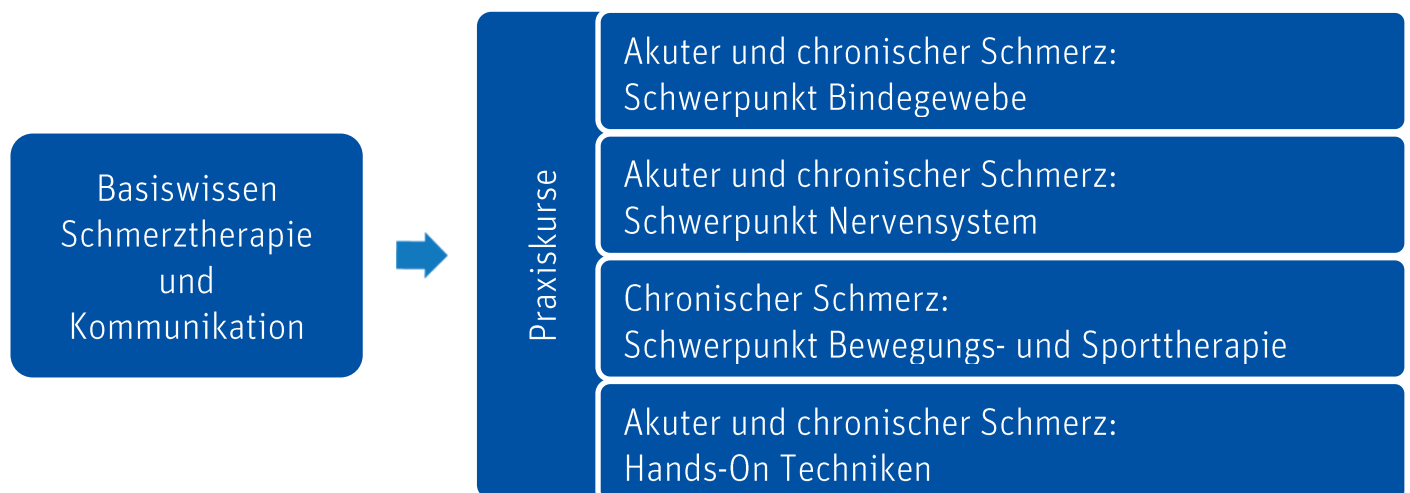 Basiswissen
Schmerztherapie
und
Kommunikation
Praxiskurse
Akuter und chronischer Schmerz:
Schwerpunkt Bindegewebe
Akuter und chronischer Schmerz:
Schwerpunkt Nervensystem
Chronischer Schmerz:
Schwerpunkt Bewegungs- und Sporttherapie
Akuter und chronischer Schmerz:
Hands-On Techniken